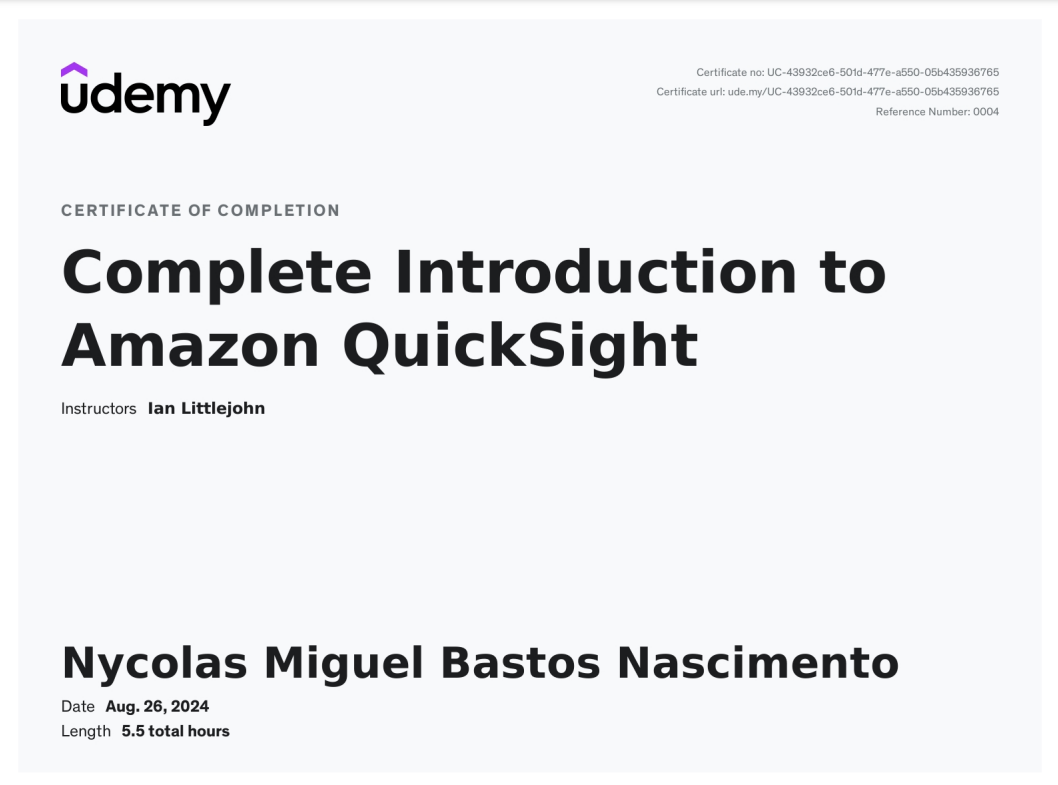 udemy
Certificate no: UC-43932ce6-501d-477e-a550-05b435936765
Certificate url: ude.my/UC-43932ce6-501d-477e-a550-05b435936765
Reference Number: 0004
CERTIFICATE OF COMPLETION
Complete Introduction to
Amazon QuickSight
Instructors Ian Littlejohn
Nycolas Miguel Bastos Nascimento
Date Aug. 26, 2024
Length 5.5 total hours